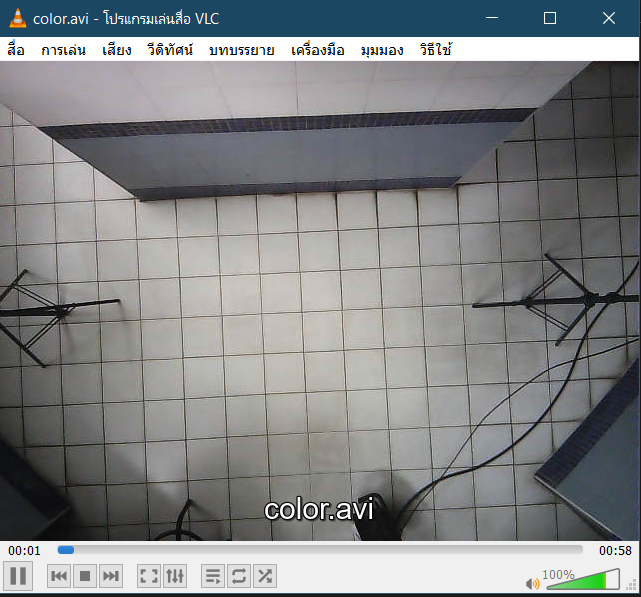 color.avi - โปรแกรมเล่นสื่อ VLC
สื่อ การเล่น เสียง วีดิทัศน์ บทบรรยาย เครื่องมือ มุมมอง วิธีใช้
color.avi
00:01 00:58
100%